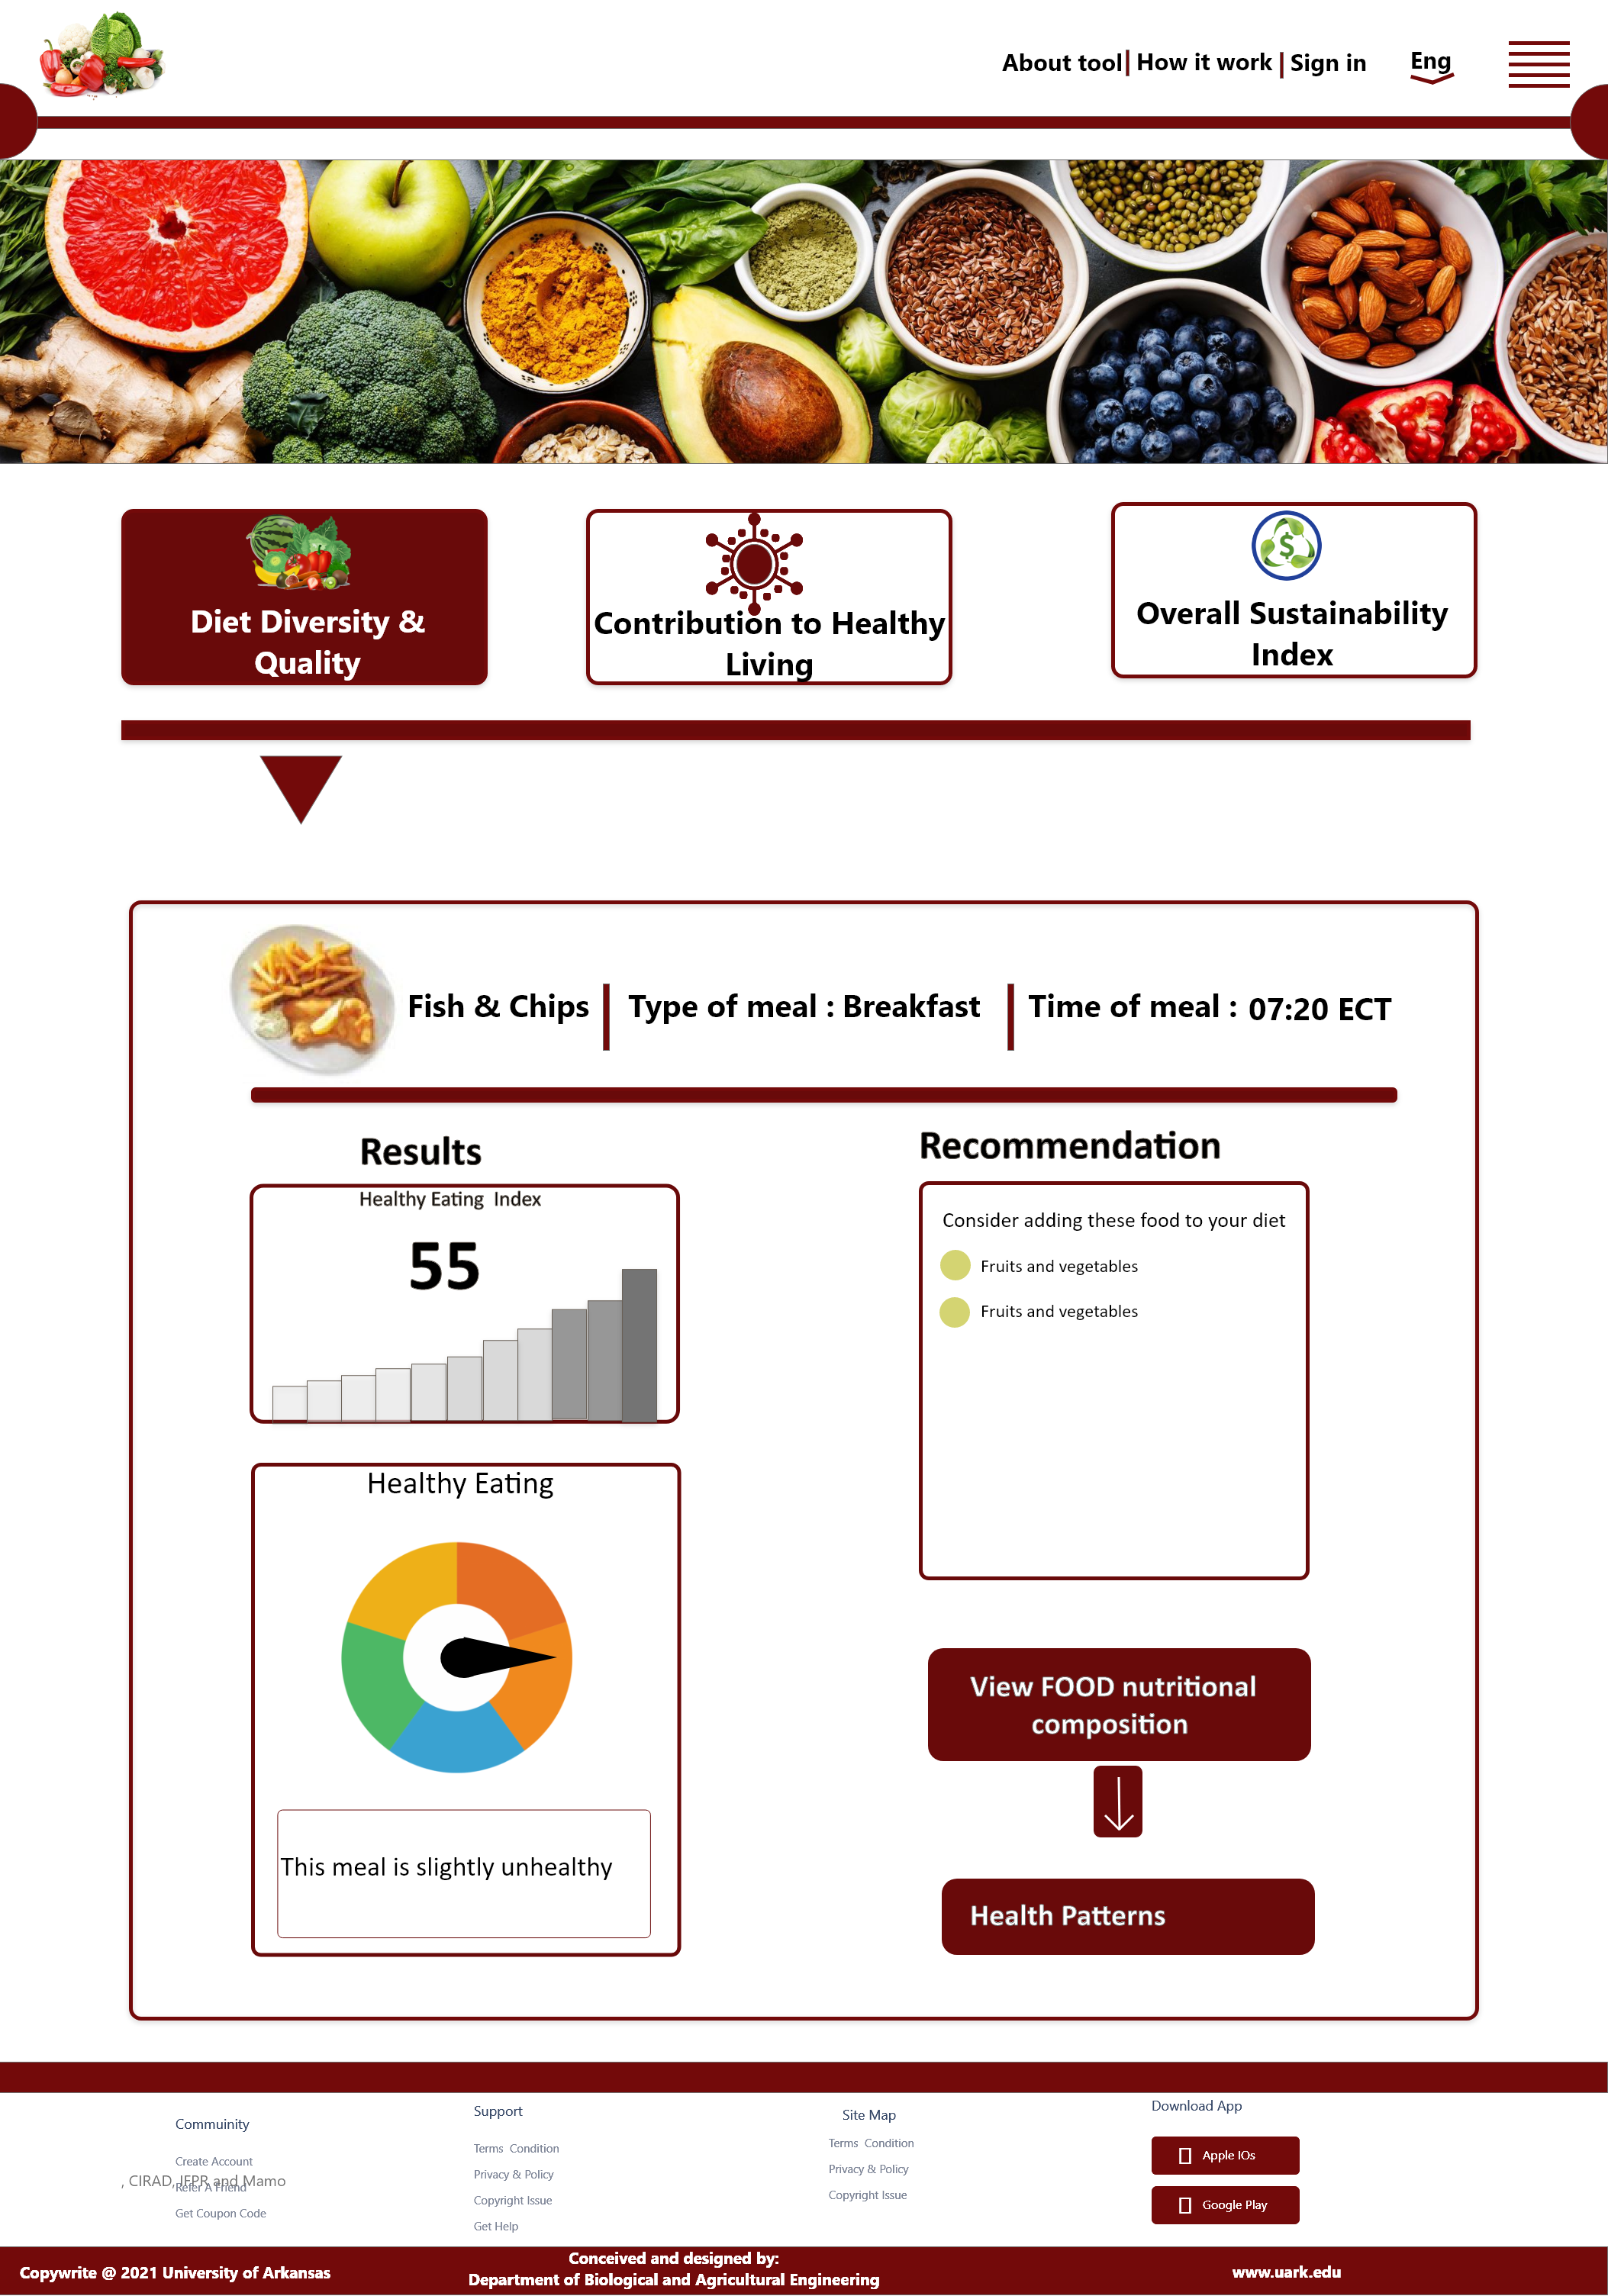 About tool How it work Sign in Eng
Diet Diversity &
Quality
Contribution to Healthy
Living
Overall Sustainability
Index
Fish & Chips Type of meal : Breakfast Time of meal : 07:20 ECT
Results
Healthy Eating Index
55
Healthy Eating
This meal is slightly unhealthy
Recommendation
Consider adding these food to your diet
Fruits and vegetables
Fruits and vegetables
View FOOD nutritional
composition
Health Patterns
Commuinity
Create Account
, CIRAD, IFPR and Mamo
Refer A Friend
Get Coupon Code
Support
Terms Condition
Privacy & Policy
Copyright Issue
Get Help
Site Map
Terms Condition
Privacy & Policy
Copyright Issue
Download App
Apple IOs
Google Play
Copywrite @ 2021 University of Arkansas
Conceived and designed by:
Department of Biological and Agricultural Engineering
www.uark.edu